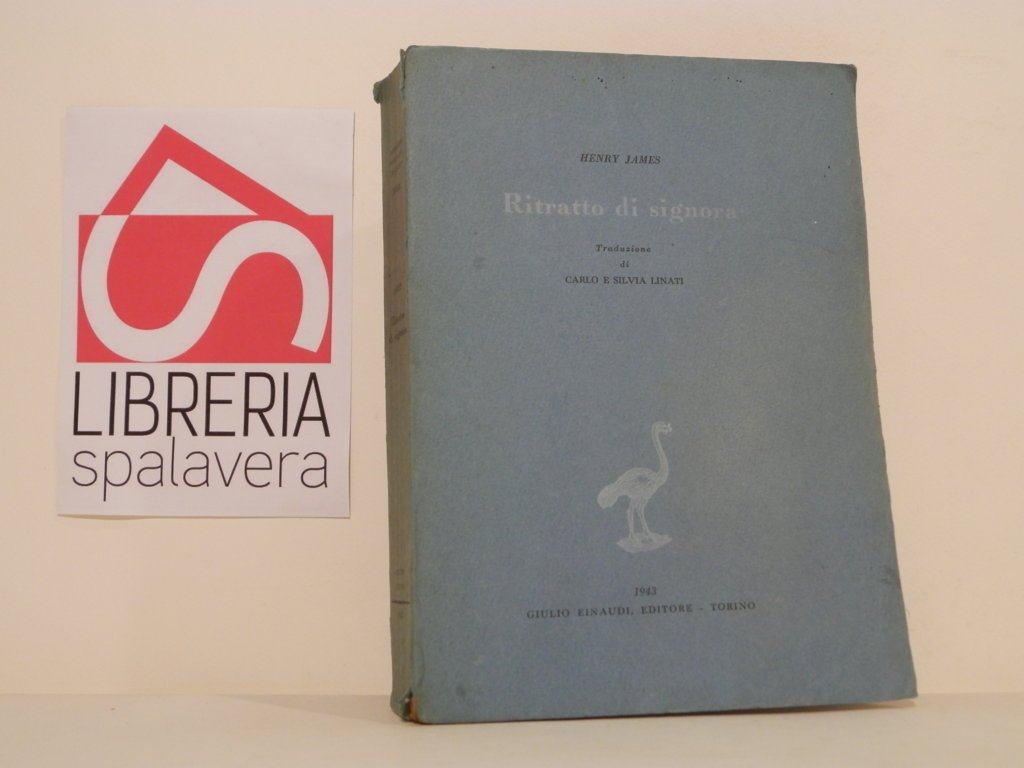 LIBRERIA
spalavera
HENRY JAMES
Ritratto di signora
Traduzione
di
CARLO E SILVIA LINATI
1943
GIULIO EINAUDI, EDITORE - TORINO